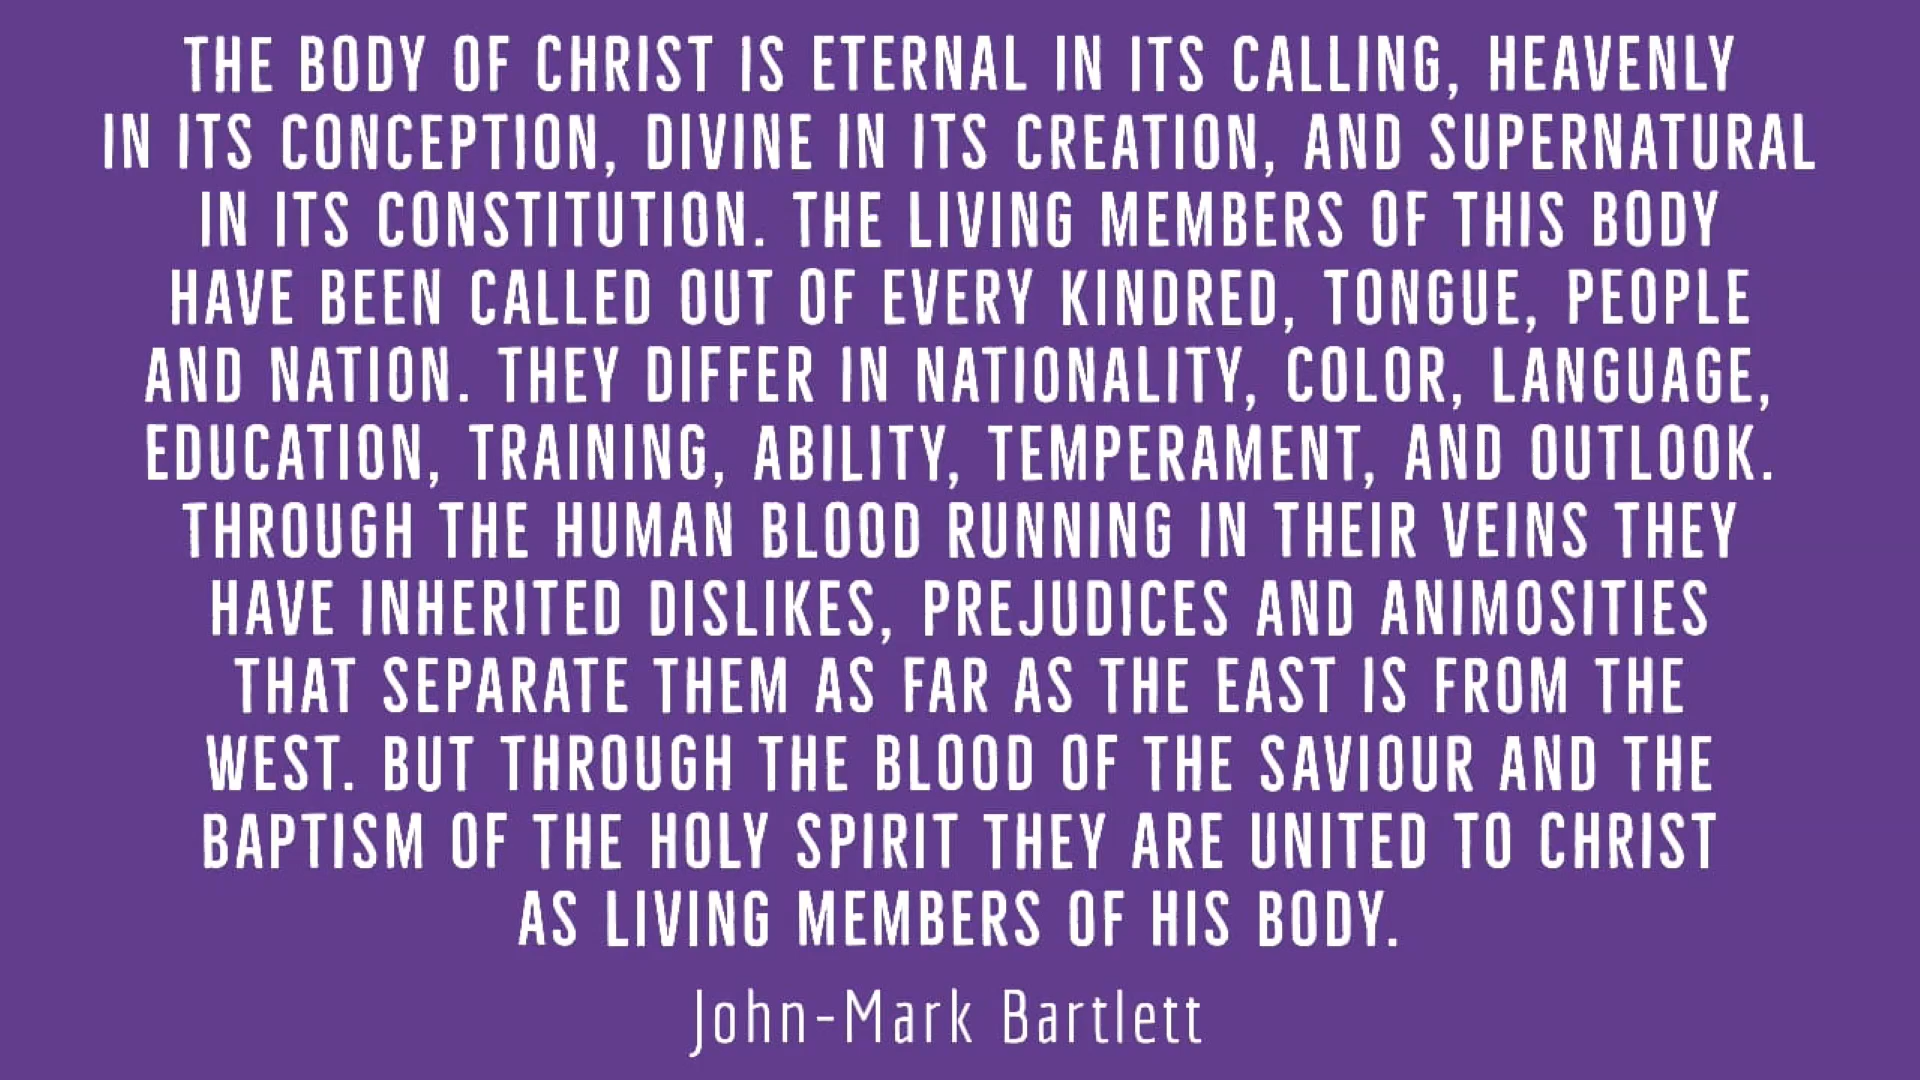 THE BODY OF CHRIST IS ETERNAL IN ITS CALLING, HEAVENLY
IN ITS CONCEPTION, DIVINE IN ITS CREATION, AND SUPERNATURAL
IN ITS CONSTITUTION. THE LIVING MEMBERS OF THIS BODY
HAVE BEEN CALLED OUT OF EVERY KINDRED, TONGUE, PEOPLE
AND NATION. THEY DIFFER IN NATIONALITY, COLOR, LANGUAGE,
EDUCATION, TRAINING, ABILITY, TEMPERAMENT, AND OUTLOOK.
THROUGH THE HUMAN BLOOD RUNNING IN THEIR VEINS THEY
HAVE INHERITED DISLIKES, PREJUDICES AND ANIMOSITIES
THAT SEPARATE THEM AS FAR AS THE EAST IS FROM THE
WEST. BUT THROUGH THE BLOOD OF THE SAVIOUR AND THE
BAPTISM OF THE HOLY SPIRIT THEY ARE UNITED TO CHRIST
AS LIVING MEMBERS OF HIS BODY.
John-Mark Bartlett